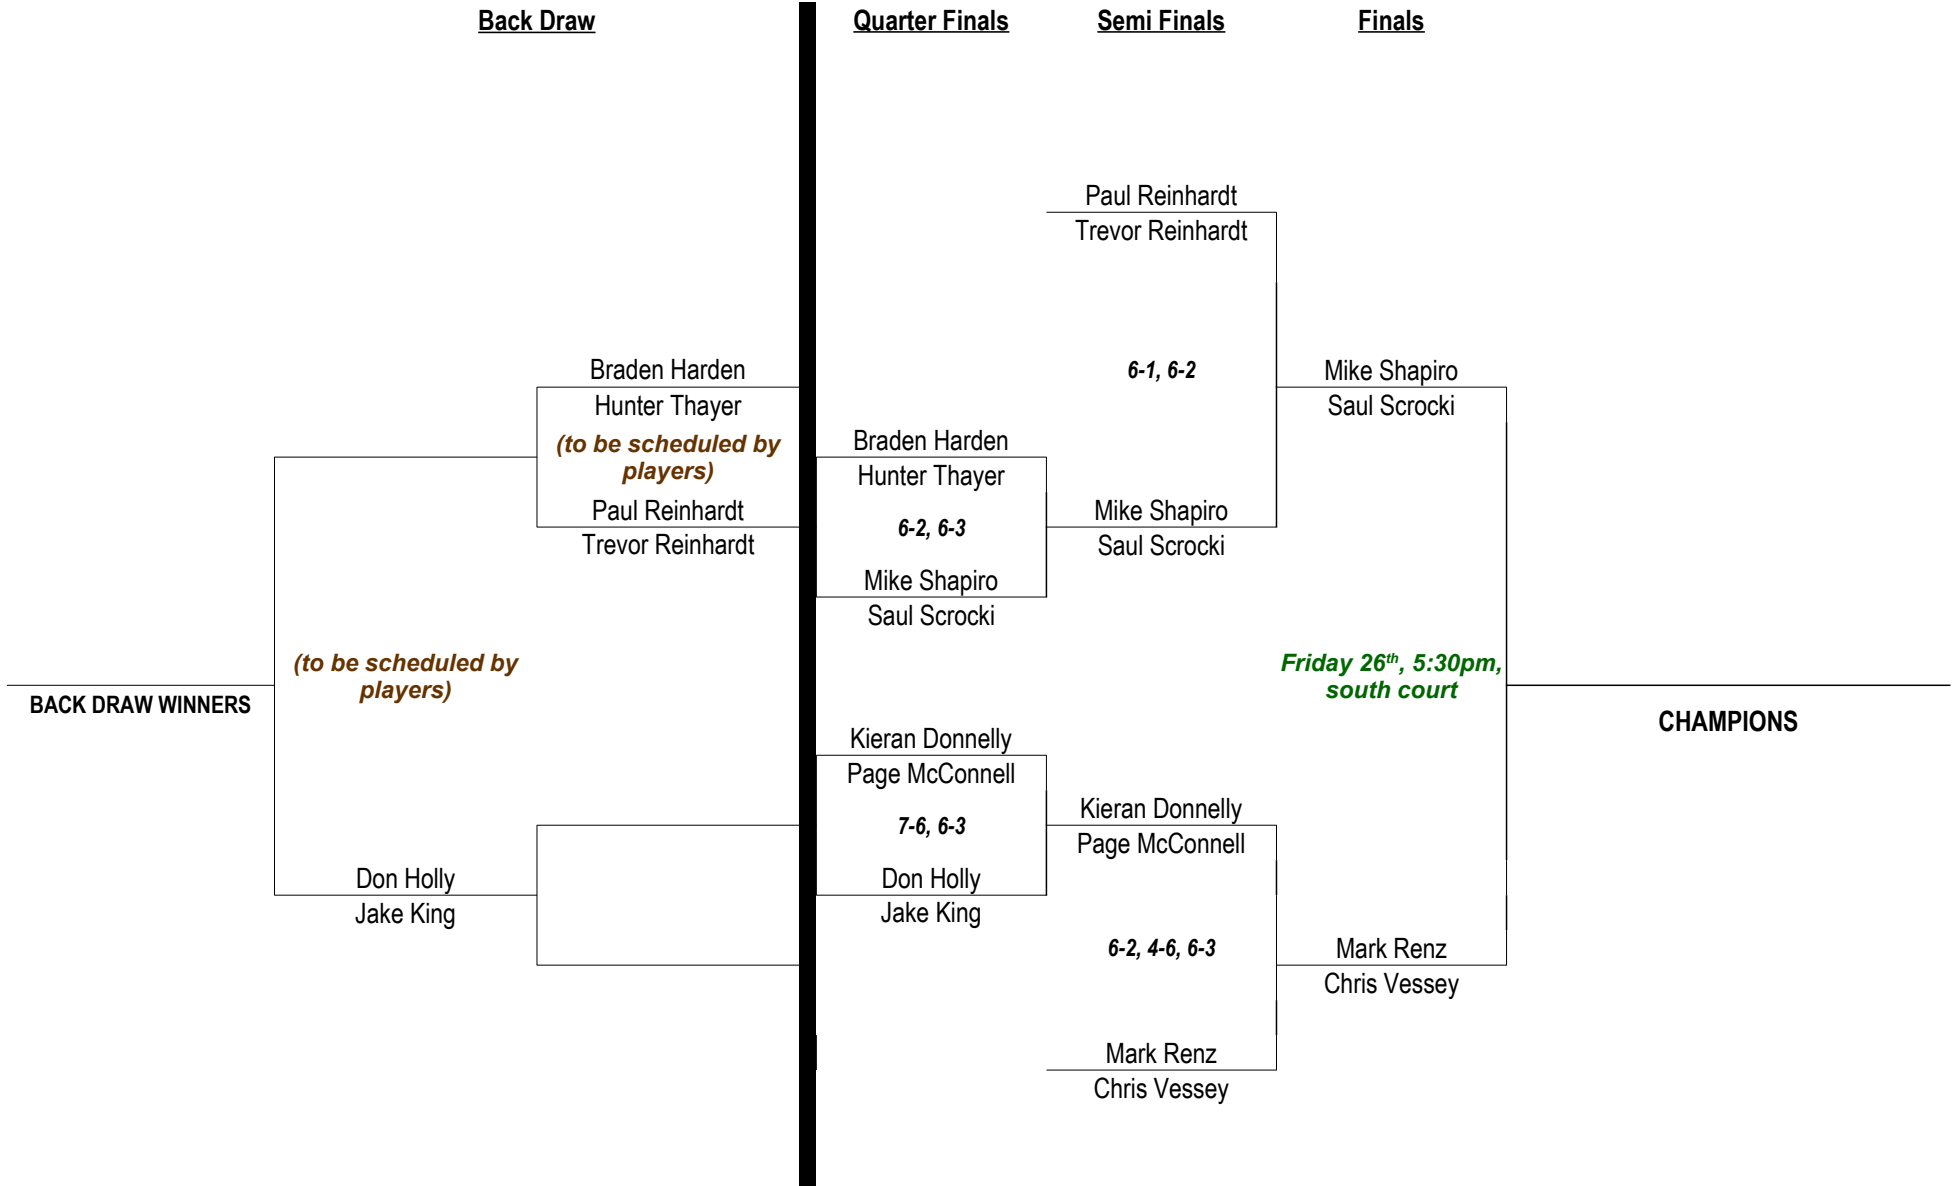 Back Draw
Quarter Finals
Semi Finals
Finals
Paul Reinhardt
Trevor Reinhardt
Braden Harden
Hunter Thayer
(to be scheduled by
players)
Paul Reinhardt
Trevor Reinhardt
6-1, 6-2
Mike Shapiro
Saul Scrocki
Braden Harden
Hunter Thayer
6-2, 6-3
Mike Shapiro
Saul Scrocki
Mike Shapiro
Saul Scrocki
(to be scheduled by
players)
BACK DRAW WINNERS
Friday 26th, 5:30pm,
south court
CHAMPIONS
Kieran Donnelly
Page McConnell
7-6, 6-3
Don Holly
Jake King
Kieran Donnelly
Page McConnell
Don Holly
Jake King
6-2, 4-6, 6-3
Mark Renz
Chris Vessey
Mark Renz
Chris Vessey